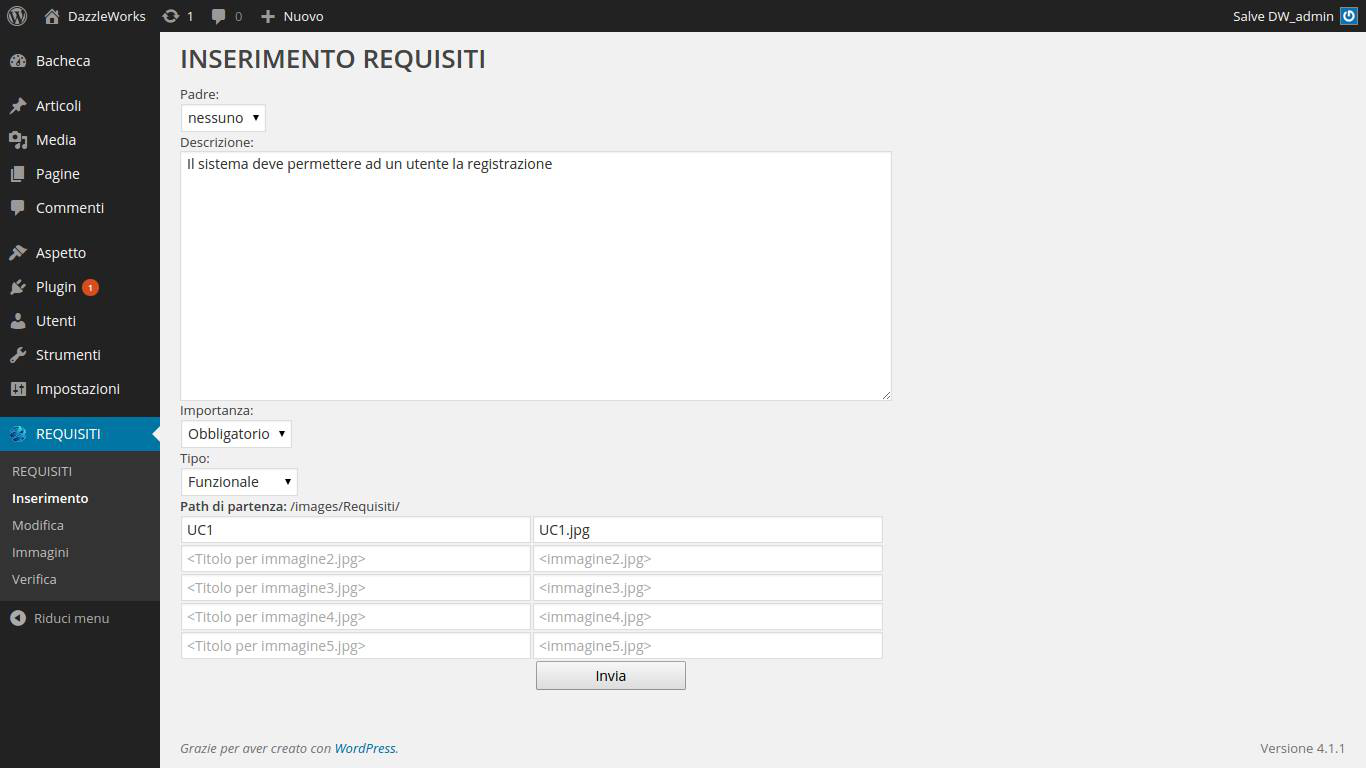 DazzleWorks 1 0 Nuovo Salve DW_admin
Bacheca
Articoli
Media
Pagine
Commenti
Aspetto
Plugin 1
Utenti
Strumenti
Impostazioni
REQUISITI
REQUISITI
Inserimento
Modifica
Immagini
Verifica
Riduci menu
INSERIMENTO REQUISITI
Padre:
nessuno
Descrizione:
Il sistema deve permettere ad un utente la registrazione
Importanza:
Obbligatorio
Tipo:
Funzionale
Path di partenza: /images/Requisiti/
UC1 UC1.jpg
<Titolo per immagine2.jpg> <immagine2.jpg>
<Titolo per immagine3.jpg> <immagine3.jpg>
<Titolo per immagine4.jpg> <immagine4.jpg>
<Titolo per immagine5.jpg> <immagine5.jpg>
Invia
Grazie per aver creato con WordPress. Versione 4.1.1